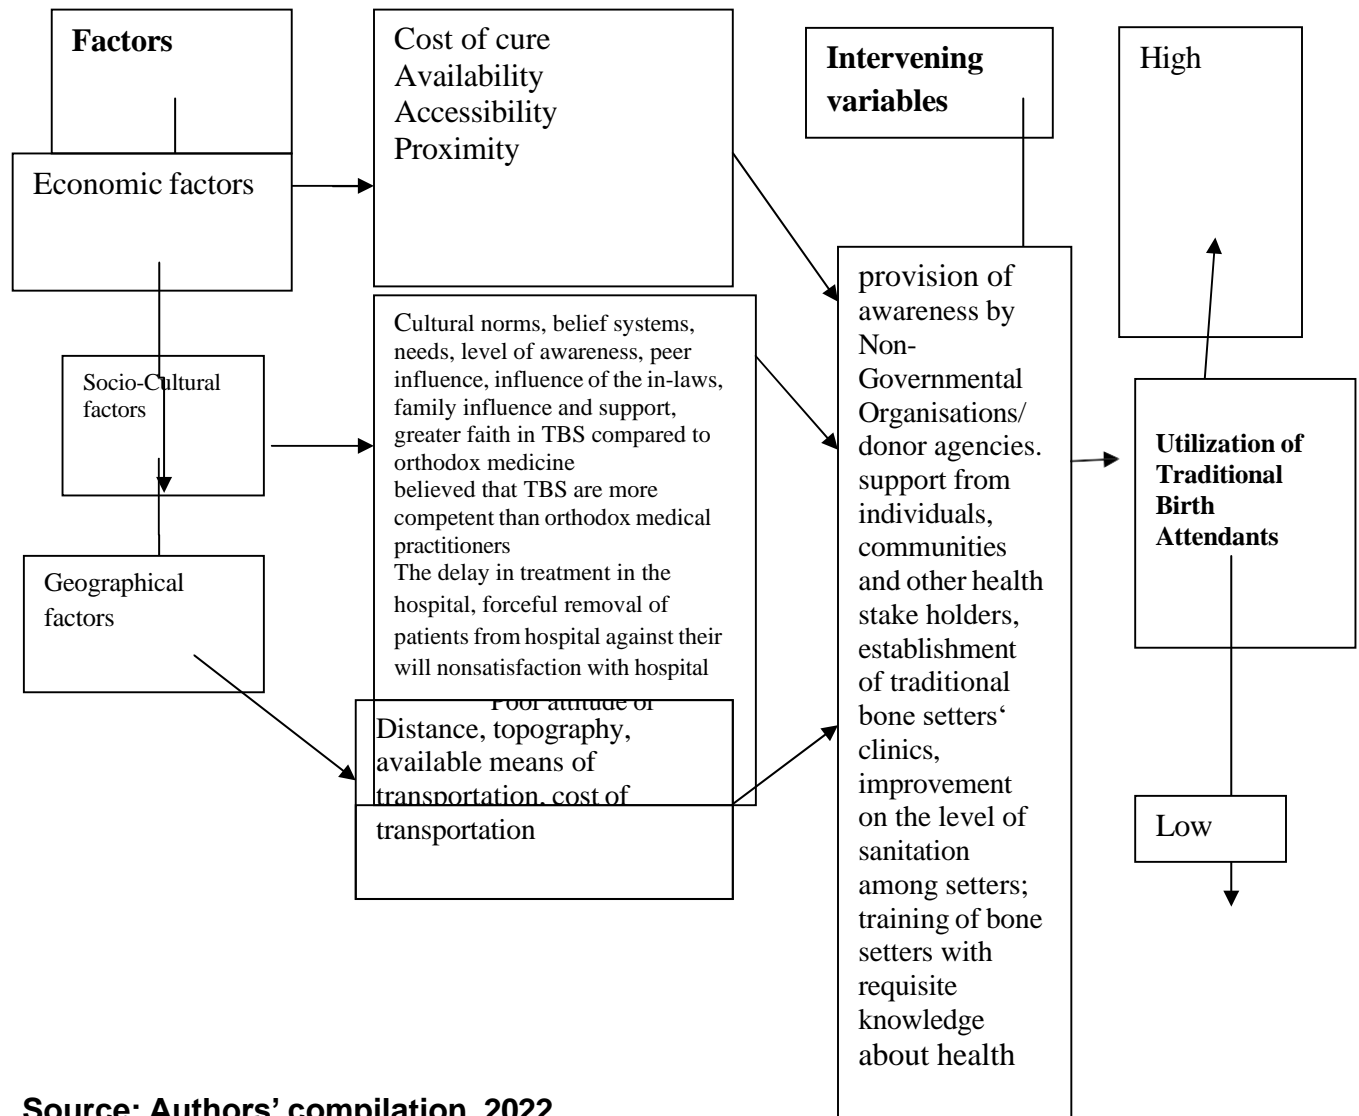 Factors
Economic factors
Socio-Cultural
factors
Geographical
factors
Cost of cure
Availability
Accessibility
Proximity
Cultural norms, belief systems,
needs, level of awareness, peer
influence, influence of the in-laws,
family influence and support,
greater faith in TBS compared to
orthodox medicine
believed that TBS are more
competent than orthodox medical
practitioners
The delay in treatment in the
hospital, forceful removal of
patients from hospital against their
will nonsatisfaction with hospital
Poor attitude of
Distance, topography,
available means of
transportation, cost of
transportation
Intervening
variables
provision of
awareness by
Non-
Governmental
Organisations/
donor agencies.
support from
individuals,
communities
and other health
stake holders,
establishment
of traditional
bone setters‘
clinics,
improvement
on the level of
sanitation
among setters;
training of bone
setters with
requisite
knowledge
about health
High
Utilization of
Traditional
Birth
Attendants
Low
Source: Authors’ compilation, 2022